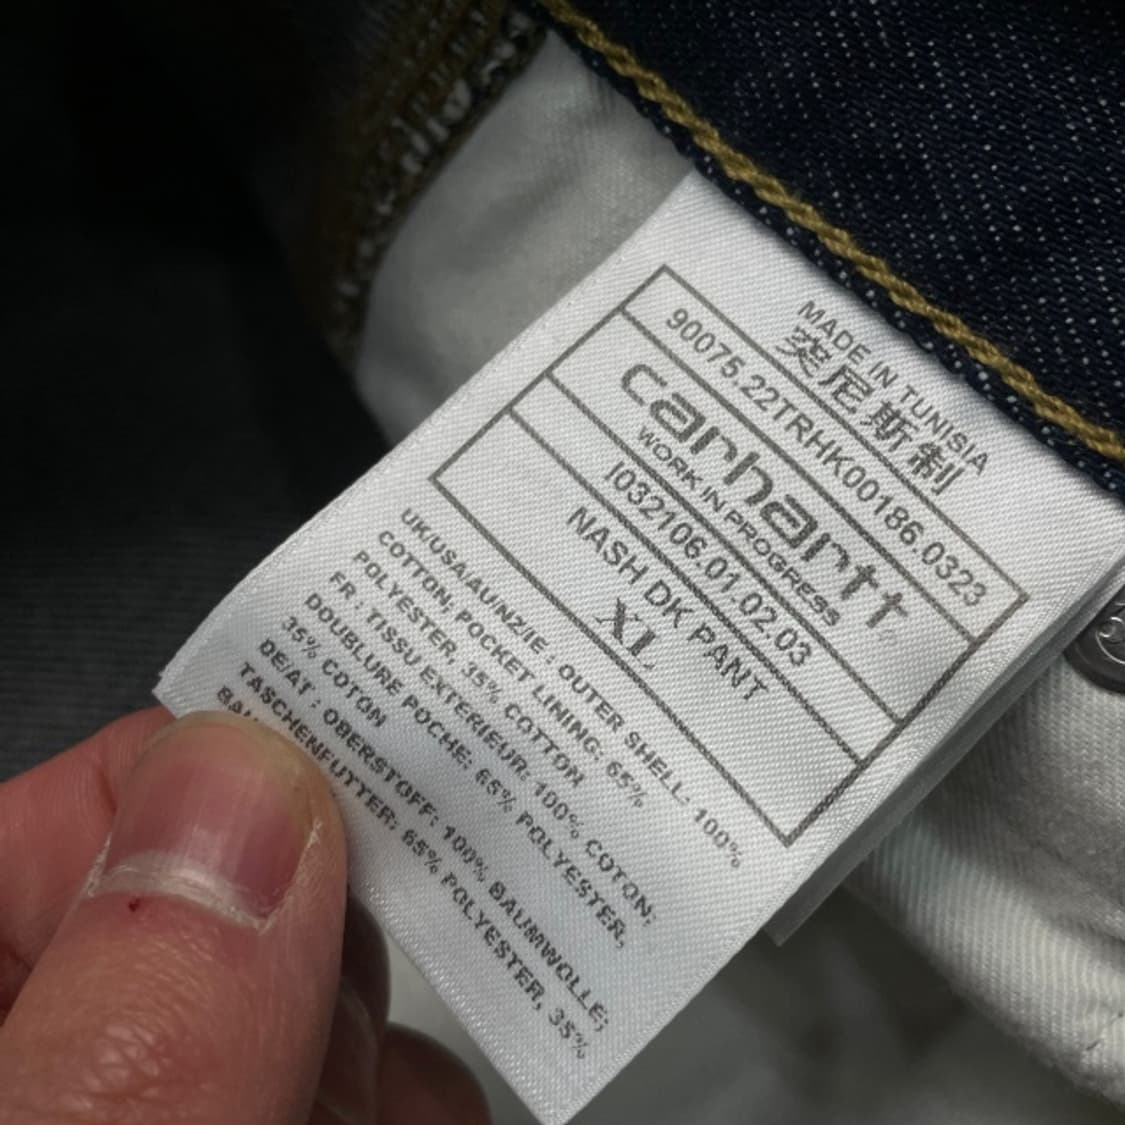 MADE IN TUNISIA
突尼斯制
90075.22TRHK00186.0323
carhartt
WORK IN PROGRESS
I032106.01.02.03
NASH DK PANT
XL
UK/USA/AU/NZ/IE : OUTER SHELL: 100%
COTTON; POCKET LINING: 65%
POLYESTER, 35% COTTON
FR : TISSU EXTERIEUR: 100% COTON;
DOUBLURE POCHE: 65% POLYESTER,
35% COTON
DE/AT : OBERSTOFF: 100% BAUMWOLLE;
TASCHENFUTTER: 65% POLYESTER, 35%